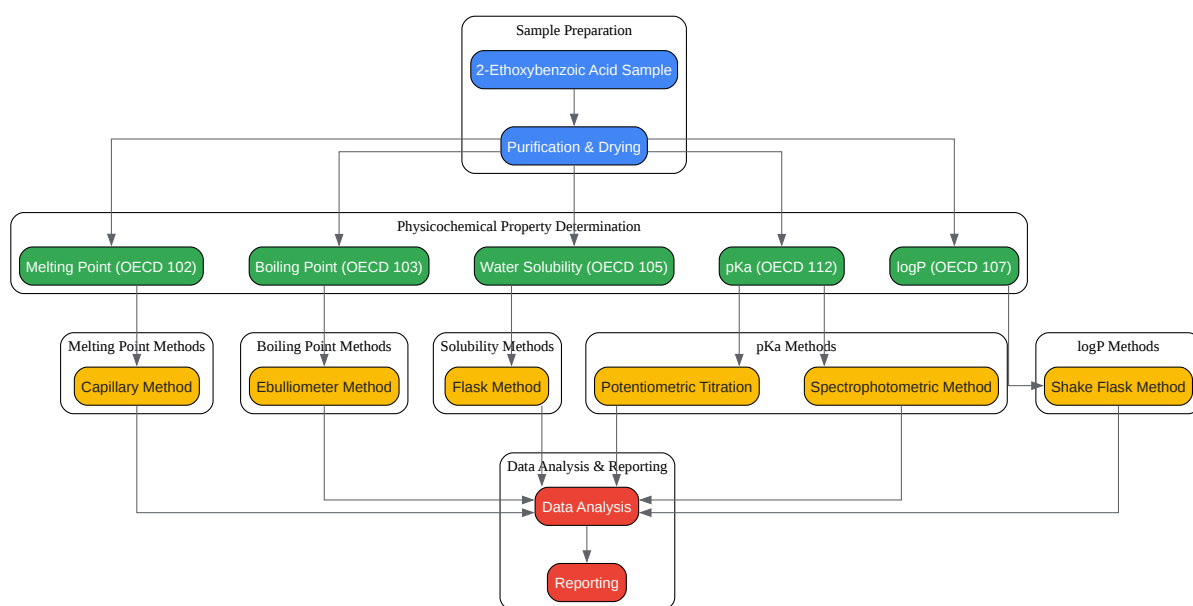 Sample Preparation
2-Ethoxybenzoic Acid Sample
Purification & Drying
Physicochemical Property Determination
Melting Point (OECD 102)
Boiling Point (OECD 103)
Water Solubility (OECD 105)
pKa (OECD 112)
logP (OECD 107)
Melting Point Methods
Boiling Point Methods
Solubility Methods
pKa Methods
logP Methods
Capillary Method
Ebulliometer Method
Flask Method
Potentiometric Titration
Spectrophotometric Method
Shake Flask Method
Data Analysis & Reporting
Data Analysis
Reporting